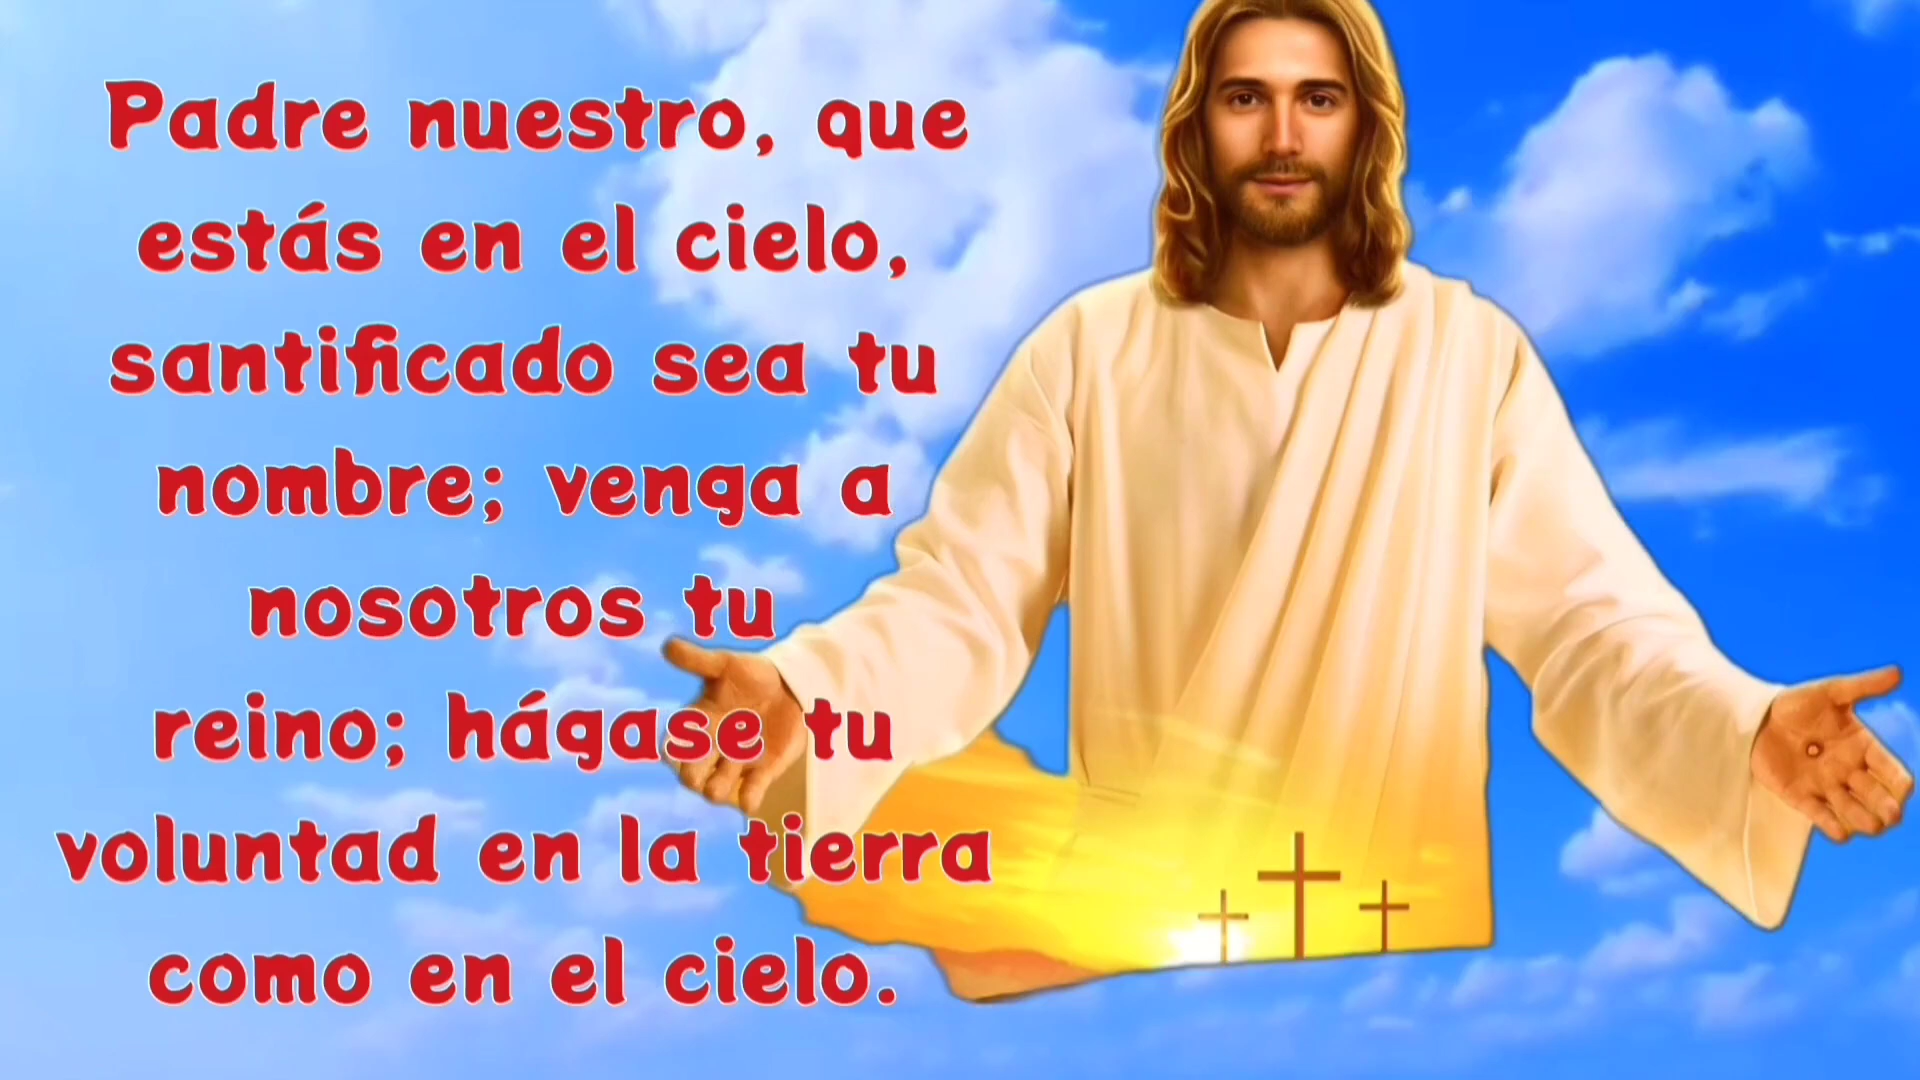 Padre nuestro, que
estás en el cielo,
santificado sea tu
nombre; venga a
nosotros tu
reino; hágase tu
voluntad en la tierra
como en el cielo.